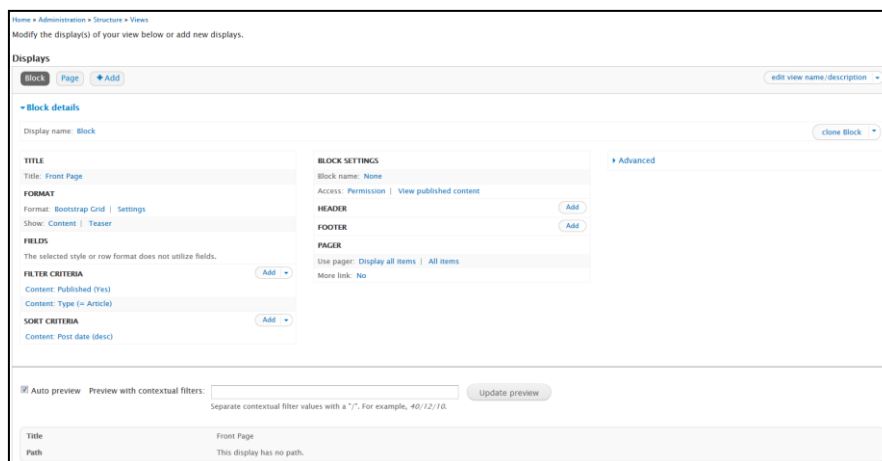 Home » Administration » Structure » Views
Modify the display(s) of your view below or add new displays.
Displays
Block Page +Add edit view name/description
Block details
Display name: Block clone Block
TITLE
Title: Front Page
FORMAT
Format: Bootstrap Grid | Settings
Show: Content | Teaser
FIELDS
The selected style or row format does not utilize fields.
FILTER CRITERIA Add
Content: Published (Yes)
Content: Type (= Article)
SORT CRITERIA Add
Content: Post date (desc)
BLOCK SETTINGS
Block name: None
Access: Permission | View published content
HEADER Add
FOOTER Add
PAGER
Use pager: Display all items | All items
More link: No
Advanced
Auto preview Preview with contextual filters: Update preview
Separate contextual filter values with a "/". For example, 40/12/10.
Title Front Page
Path This display has no path.